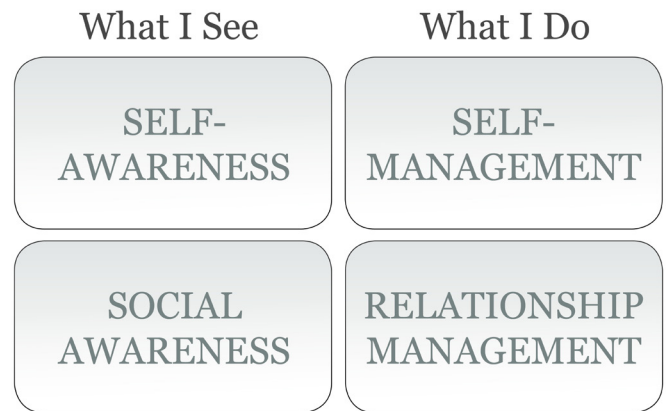 What I See
What I Do
SELF-
AWARENESS
SELF-
MANAGEMENT
SOCIAL
AWARENESS
RELATIONSHIP
MANAGEMENT